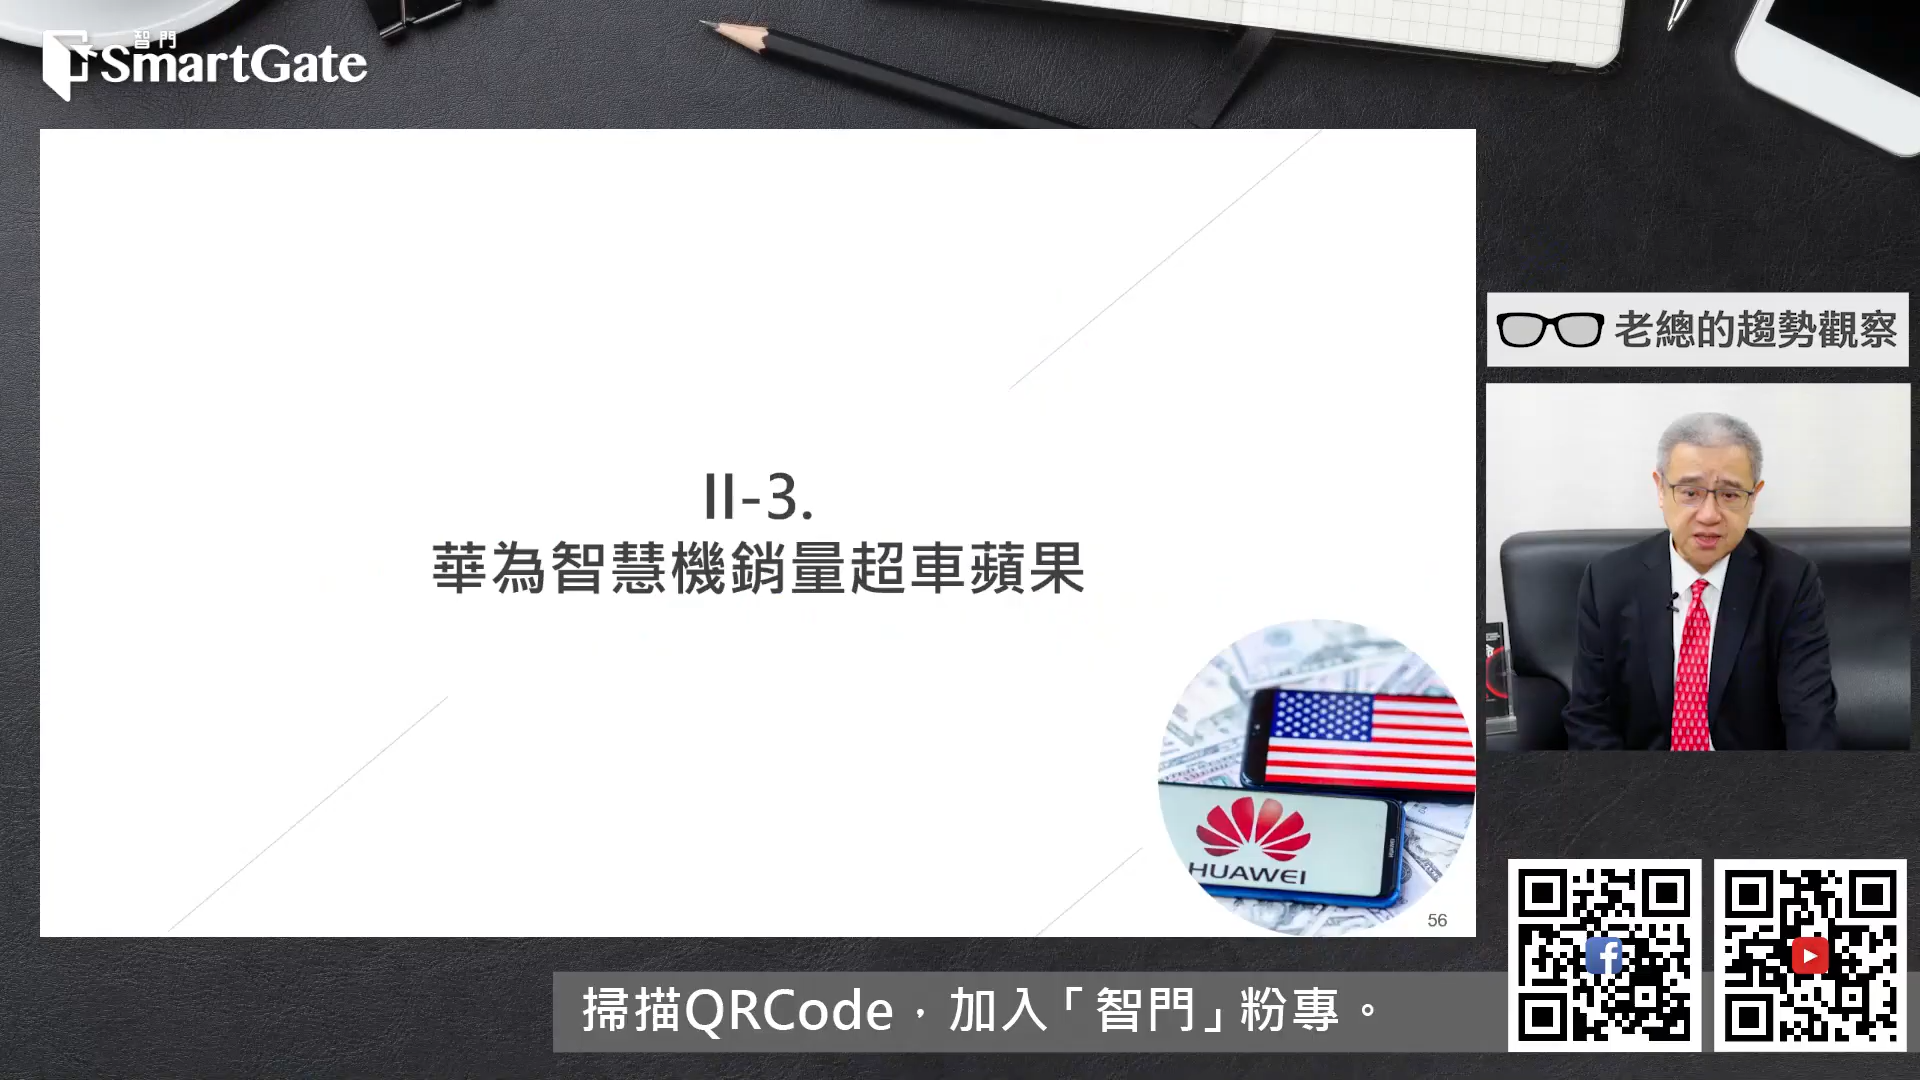 智門
SmartGate
老總的趨勢觀察
II-3.
華為智慧機銷量超車蘋果
HUAWEI
56
掃描QRCode，加入「智門」粉專。